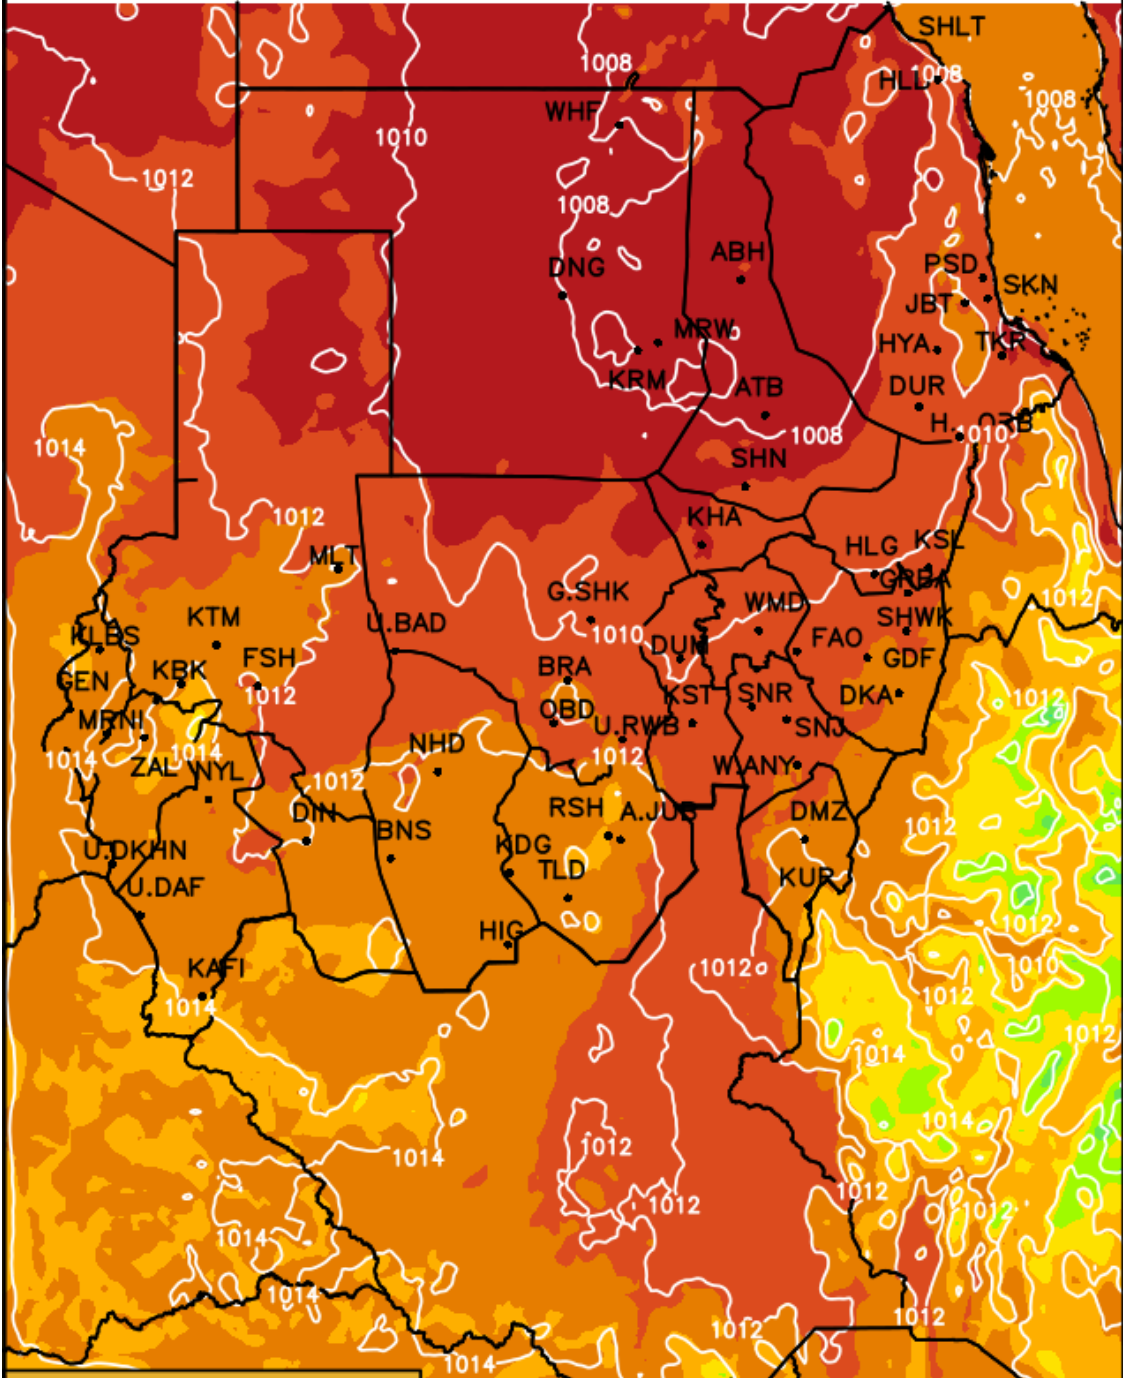 SHLT
1008
HLD 1008
1008
WHF
1010
1012
1008
ABH
DNG
PSD
SKN
JBT
MRW
HYA
TKR
KRM
ATB
DUR
H. ORB
1008
1010
1014
SHN
1012
KHA
HLG
KSL
MLT
GRBA
G.SHK
WMD
1012
KTM
U.BAD
1010
SHWK
KLBS
DUM
FAO
FSH
BRA
GDF
KBK
GEN
1012
KST
SNR
DKA
1012
MRNI
OBD
U.RWB
SNJ
NHD
1014
1014
1012
ZAL
NYL
1012
W.ANY
DIN
RSH
A.JUB
DMZ
BNS
1012
U.DKHN
KDG
TLD
KUR
U.DAF
HIG
1012
KAFI
1012
1010
1014
1012
1012
1014
1014
1014
1012
1012
1012
1012
1014
1014
1012
1012
1014